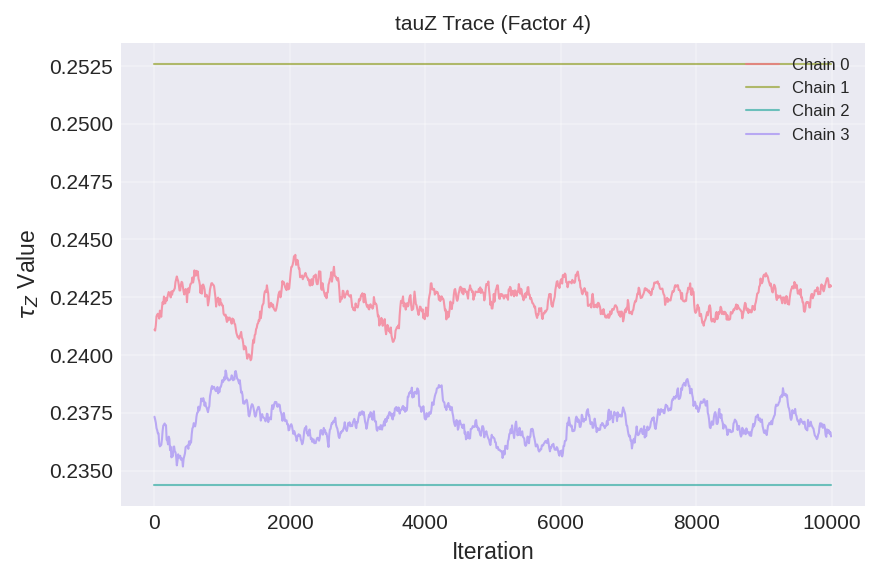 tauZ Trace (Factor 4)
0.2525
0.2500
0.2475
0.2450
0.2425
0.2400
0.2375
0.2350
τZ Value
Chain 0
Chain 1
Chain 2
Chain 3
0 2000 4000 6000 8000 10000
Iteration